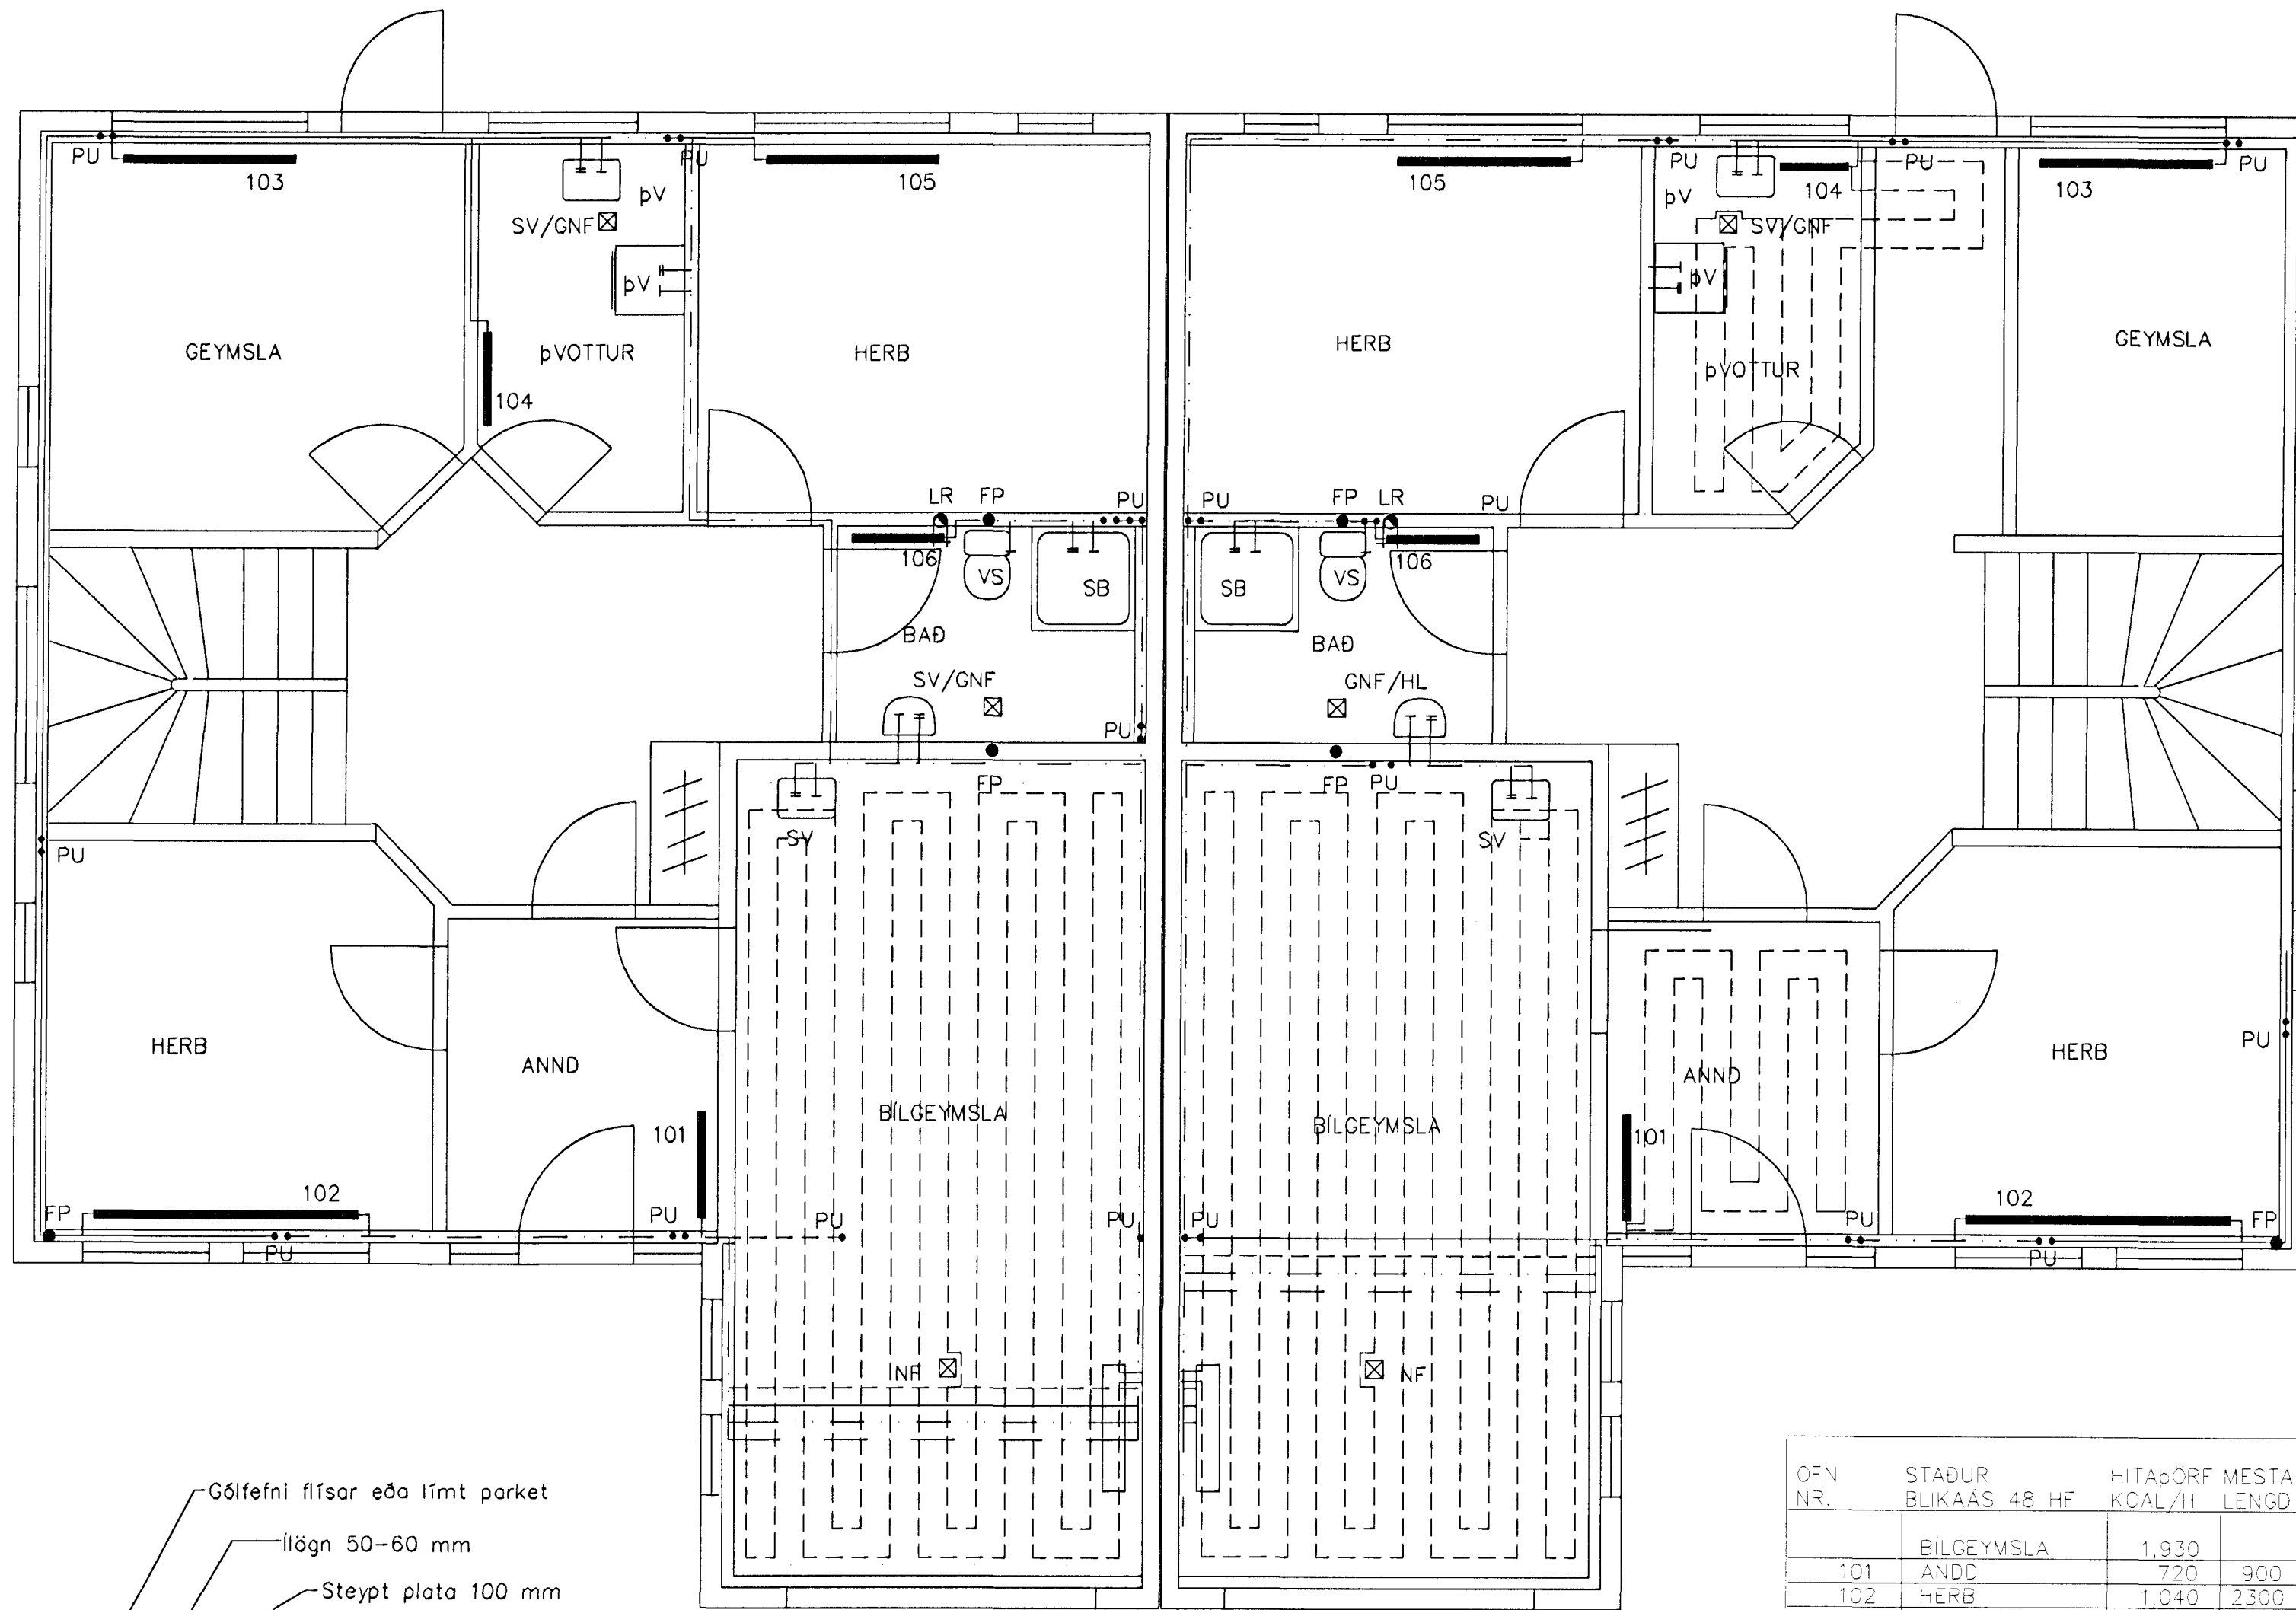 PU
103
þV
SV/GNF
þV
PU
105
GEYMSLA
þVOTTUR
HERB
104
LR
FP
PU
106
VS
SB
BAÐ
SV/GNF
PU
FP
SV
PU
HERB
ANND
BÍLGEYMSLA
101
102
FP
PU
PU
PU
PU
NF
105
PU
þV
104
PU
103
PU
SV/GNF
þV
HERB
þVOTTUR
GEYMSLA
PU
FP
LR
PU
106
SB
VS
BAÐ
GNF/HL
FP
PU
SV
PU
HERB
ANND
BÍLGEYMSLA
101
102
FP
PU
PU
PU
NF
Gólfefni flísar eða límt parket
Ílögn 50-60 mm
Steypt plata 100 mm
OFN STAÐUR HITAþÖRF MESTA
NR. BLIKAÁS 48 HF KCAL/H LENGD
BÍLGEYMSLA 1,930
101 ANDD 720 900
102 HERB 1,040 2300